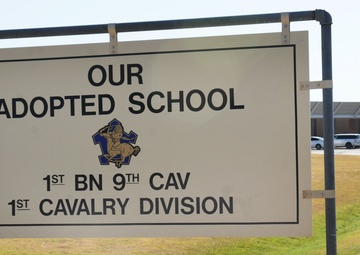 OUR
ADOPTED SCHOOL
1ST BN 9TH CAV
1ST CAVALRY DIVISION